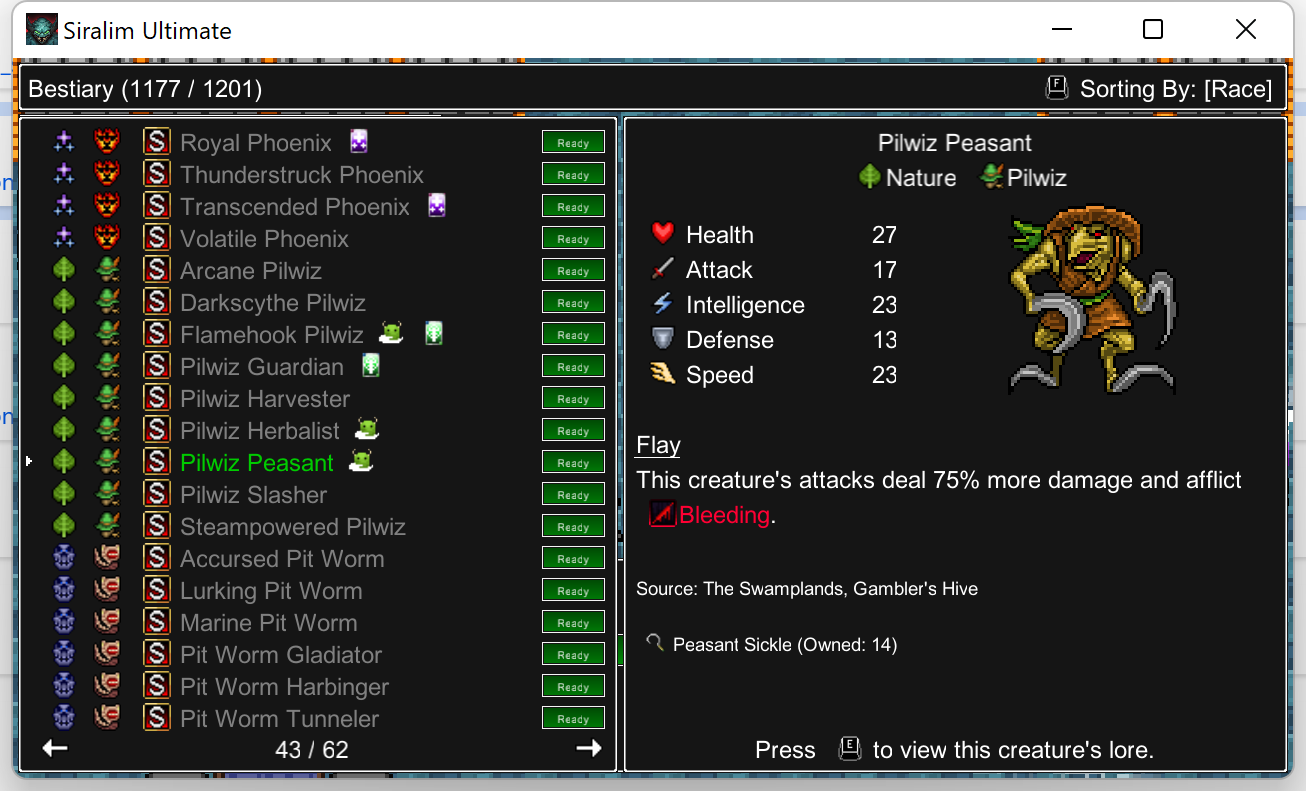 Siralim Ultimate
Bestiary (1177 / 1201)
F Sorting By: [Race]
S Royal Phoenix Ready
S Thunderstruck Phoenix Ready
S Transcended Phoenix Ready
S Volatile Phoenix Ready
S Arcane Pilwiz Ready
S Darkscythe Pilwiz Ready
S Flamehook Pilwiz Ready
S Pilwiz Guardian Ready
S Pilwiz Harvester Ready
S Pilwiz Herbalist Ready
S Pilwiz Peasant Ready
S Pilwiz Slasher Ready
S Steampowered Pilwiz Ready
S Accursed Pit Worm Ready
S Lurking Pit Worm Ready
S Marine Pit Worm Ready
S Pit Worm Gladiator Ready
S Pit Worm Harbinger Ready
S Pit Worm Tunneler Ready
43 / 62
Pilwiz Peasant
Nature Pilwiz
Health 27
Attack 17
Intelligence 23
Defense 13
Speed 23
Flay
This creature's attacks deal 75% more damage and afflict
Bleeding.
Source: The Swamplands, Gambler's Hive
Peasant Sickle (Owned: 14)
Press E to view this creature's lore.
on
on